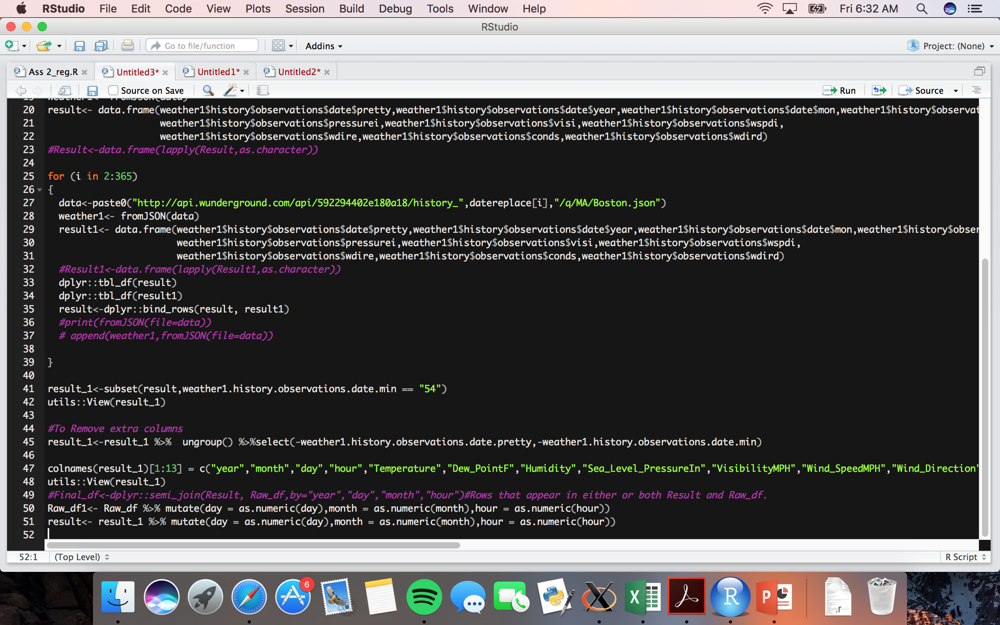 RStudio File Edit Code View Plots Session Build Debug Tools Window Help Fri 6:32 AM
RStudio
Go to file/function Addins Project: (None)
Ass 2_reg.R Untitled3* Untitled1* Untitled2*
Source on Save Run Source
19 weather1<- fromJSON(data)
20 result<- data.frame(weather1$history$observations$date$pretty,weather1$history$observations$date$year,weather1$history$observations$date$mon,weather1$history$observat
21 weather1$history$observations$pressurei,weather1$history$observations$visi,weather1$history$observations$wspdi,
22 weather1$history$observations$wdire,weather1$history$observations$conds,weather1$history$observations$wdird)
23 #Result<-data.frame(lapply(Result,as.character))
24
25 for (i in 2:365)
26 {
27 data<-paste0("http://api.wunderground.com/api/592294402e180a18/history_",datereplace[i],"/q/MA/Boston.json")
28 weather1<- fromJSON(data)
29 result1<- data.frame(weather1$history$observations$date$pretty,weather1$history$observations$date$year,weather1$history$observations$date$mon,weather1$history$obser
30 weather1$history$observations$pressurei,weather1$history$observations$visi,weather1$history$observations$wspdi,
31 weather1$history$observations$wdire,weather1$history$observations$conds,weather1$history$observations$wdird)
32 #Result1<-data.frame(lapply(Result1,as.character))
33 dplyr::tbl_df(result)
34 dplyr::tbl_df(result1)
35 result<-dplyr::bind_rows(result, result1)
36 #print(fromJSON(file=data))
37 # append(weather1,fromJSON(file=data))
38
39 }
40
41 result_1<-subset(result,weather1.history.observations.date.min == "54")
42 utils::View(result_1)
43
44 #To Remove extra columns
45 result_1<-result_1 %>%  ungroup() %>%select(-weather1.history.observations.date.pretty,-weather1.history.observations.date.min)
46
47 colnames(result_1)[1:13] = c("year","month","day","hour","Temperature","Dew_PointF","Humidity","Sea_Level_PressureIn","VisibilityMPH","Wind_SpeedMPH","Wind_Direction"
48 utils::View(result_1)
49 #Final_df<-dplyr::semi_join(Result, Raw_df,by="year","day","month","hour")#Rows that appear in either or both Result and Raw_df.
50 Raw_df1<- Raw_df %>% mutate(day = as.numeric(day),month = as.numeric(month),hour = as.numeric(hour))
51 result<- result_1 %>% mutate(day = as.numeric(day),month = as.numeric(month),hour = as.numeric(hour))
52
52:1 (Top Level) R Script
6
X
R
P
.r